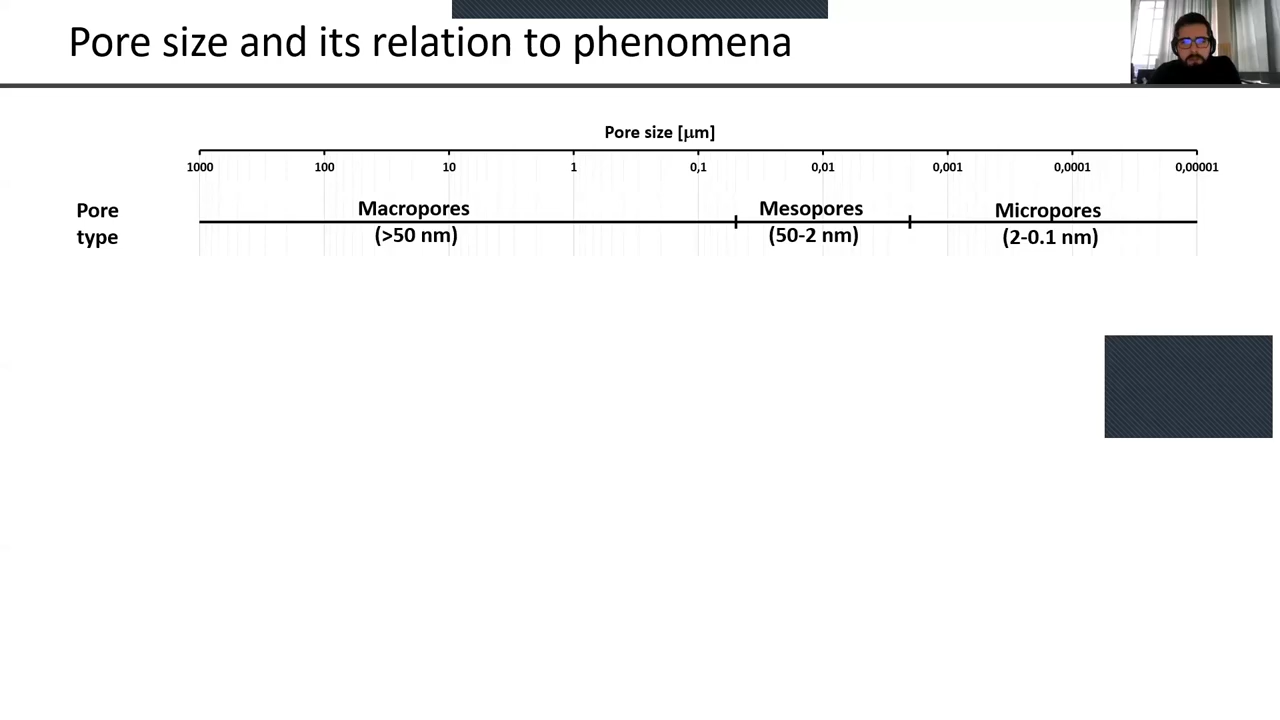 Pore size and its relation to phenomena
Pore size [μm]
1000 100 10 1 0,1 0,01 0,001 0,0001 0,00001
Pore type
Macropores
(>50 nm)
Mesopores
(50-2 nm)
Micropores
(2-0.1 nm)